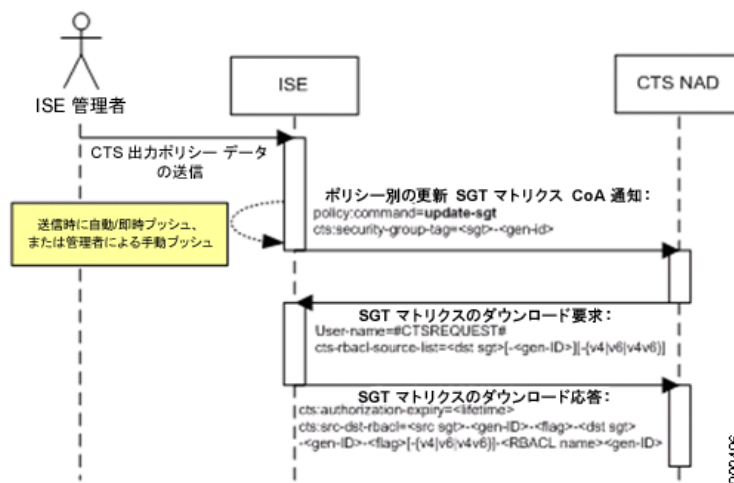 ISE
CTS NAD
ISE 管理者
CTS 出力ポリシー データ
の送信
ポリシー別の更新 SGT マトリクス CoA 通知：
policy:command=update-sgt
cts:security-group-tag=<sgt>-<gen-id>
送信時に自動/即時プッシュ、
または管理者による手動プッシュ
SGT マトリクスのダウンロード要求：
User-name=#CTSREQUEST#
cts-rbacl-source-list=<dst sgt>[-<gen-ID>][-{v4|v6|v4v6}]
SGT マトリクスのダウンロード応答：
cts:authorization-expiry=<lifetime>
cts:src-dst-rbacl=<src sgt>-<gen-ID>-<flag>-<dst sgt>
-<gen-ID>-<flag>[-{v4|v6|v4v6}]-<RBACL name><gen-ID>